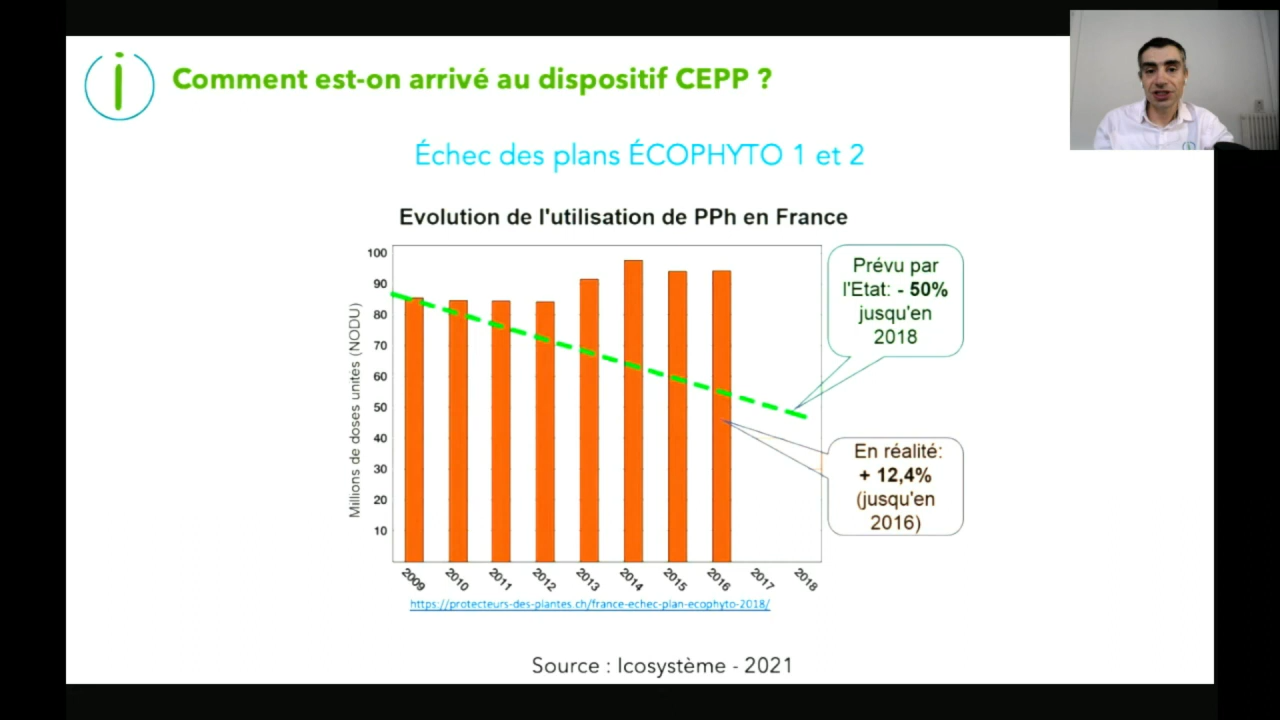 Comment est-on arrivé au dispositif CEPP ?
Échec des plans ÉCOPHYTO 1 et 2
Evolution de l'utilisation de PPh en France
Millions de doses unités (NODU)
100
90
80
70
60
50
40
30
20
10
2009
2010
2011
2012
2013
2014
2015
2016
2017
2018
Prévu par
l'Etat: - 50%
jusqu'en
2018
En réalité:
+ 12,4%
(jusqu'en
2016)
https://protecteurs-des-plantes.ch/france-echec-plan-ecophyto-2018/
Source : Icosystème - 2021